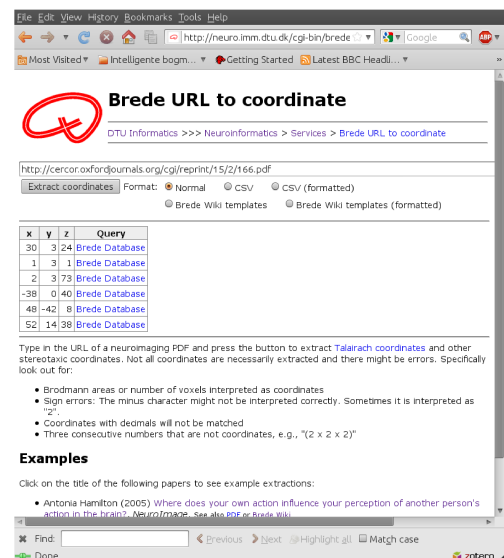 File Edit View History Bookmarks Tools Help
http://neuro.imm.dtu.dk/cgi-bin/brede
Google
ABP
Most Visited Intelligente bogm... Getting Started Latest BBC Headli...
Brede URL to coordinate
DTU Informatics >>> Neuroinformatics > Services > Brede URL to coordinate
http://cercor.oxfordjournals.org/cgi/reprint/15/2/166.pdf
Extract coordinates Format: Normal CSV CSV (formatted)
Brede Wiki templates Brede Wiki templates (formatted)
x y z Query
30 3 24 Brede Database
1 3 1 Brede Database
2 3 73 Brede Database
-38 0 40 Brede Database
48 -42 8 Brede Database
52 14 38 Brede Database
Type in the URL of a neuroimaging PDF and press the button to extract Talairach coordinates and other
stereotaxic coordinates. Not all coordinates are necessarily extracted and there might be errors. Specifically
look out for:
• Brodmann areas or number of voxels interpreted as coordinates
• Sign errors: The minus character might not be interpreted correctly. Sometimes it is interpreted as
"2".
• Coordinates with decimals will not be matched
• Three consecutive numbers that are not coordinates, e.g., "(2 x 2 x 2)"
Examples
Click on the title of the following papers to see example extractions:
• Antonia Hamilton (2005) Where does your own action influence your perception of another person's
action in the brain?. NeuroImage. See also PDF or Brede Wiki
Find: Previous Next Highlight all Match case
Done zotero